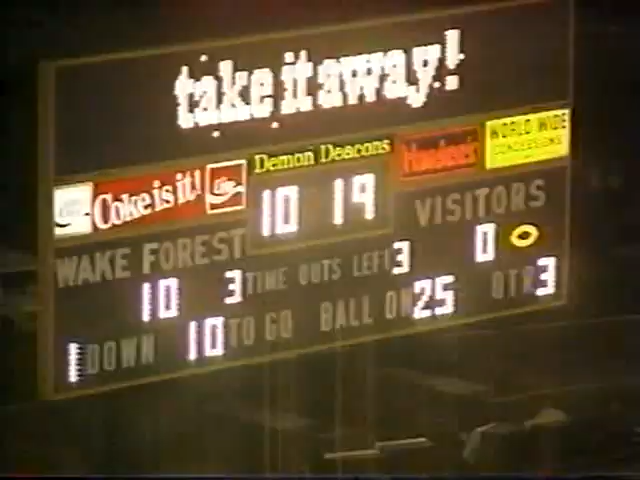 take it away!
Coke is it! Coke
Demon Deacons
WORLD WIDE
CONCESSIONS
10 19
WAKE FOREST
VISITORS
10 3 TIME OUTS LEFT 3 0
1 DOWN 10 TO GO BALL ON 25 QTR 3